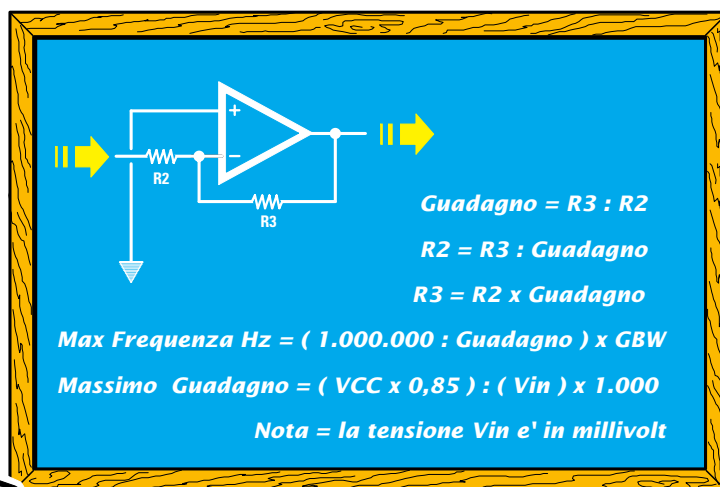 +
−
R2
R3
Guadagno = R3 : R2
R2 = R3 : Guadagno
R3 = R2 x Guadagno
Max Frequenza Hz = ( 1.000.000 : Guadagno ) x GBW
Massimo Guadagno = ( VCC x 0,85 ) : ( Vin ) x 1.000
Nota = la tensione Vin e' in millivolt